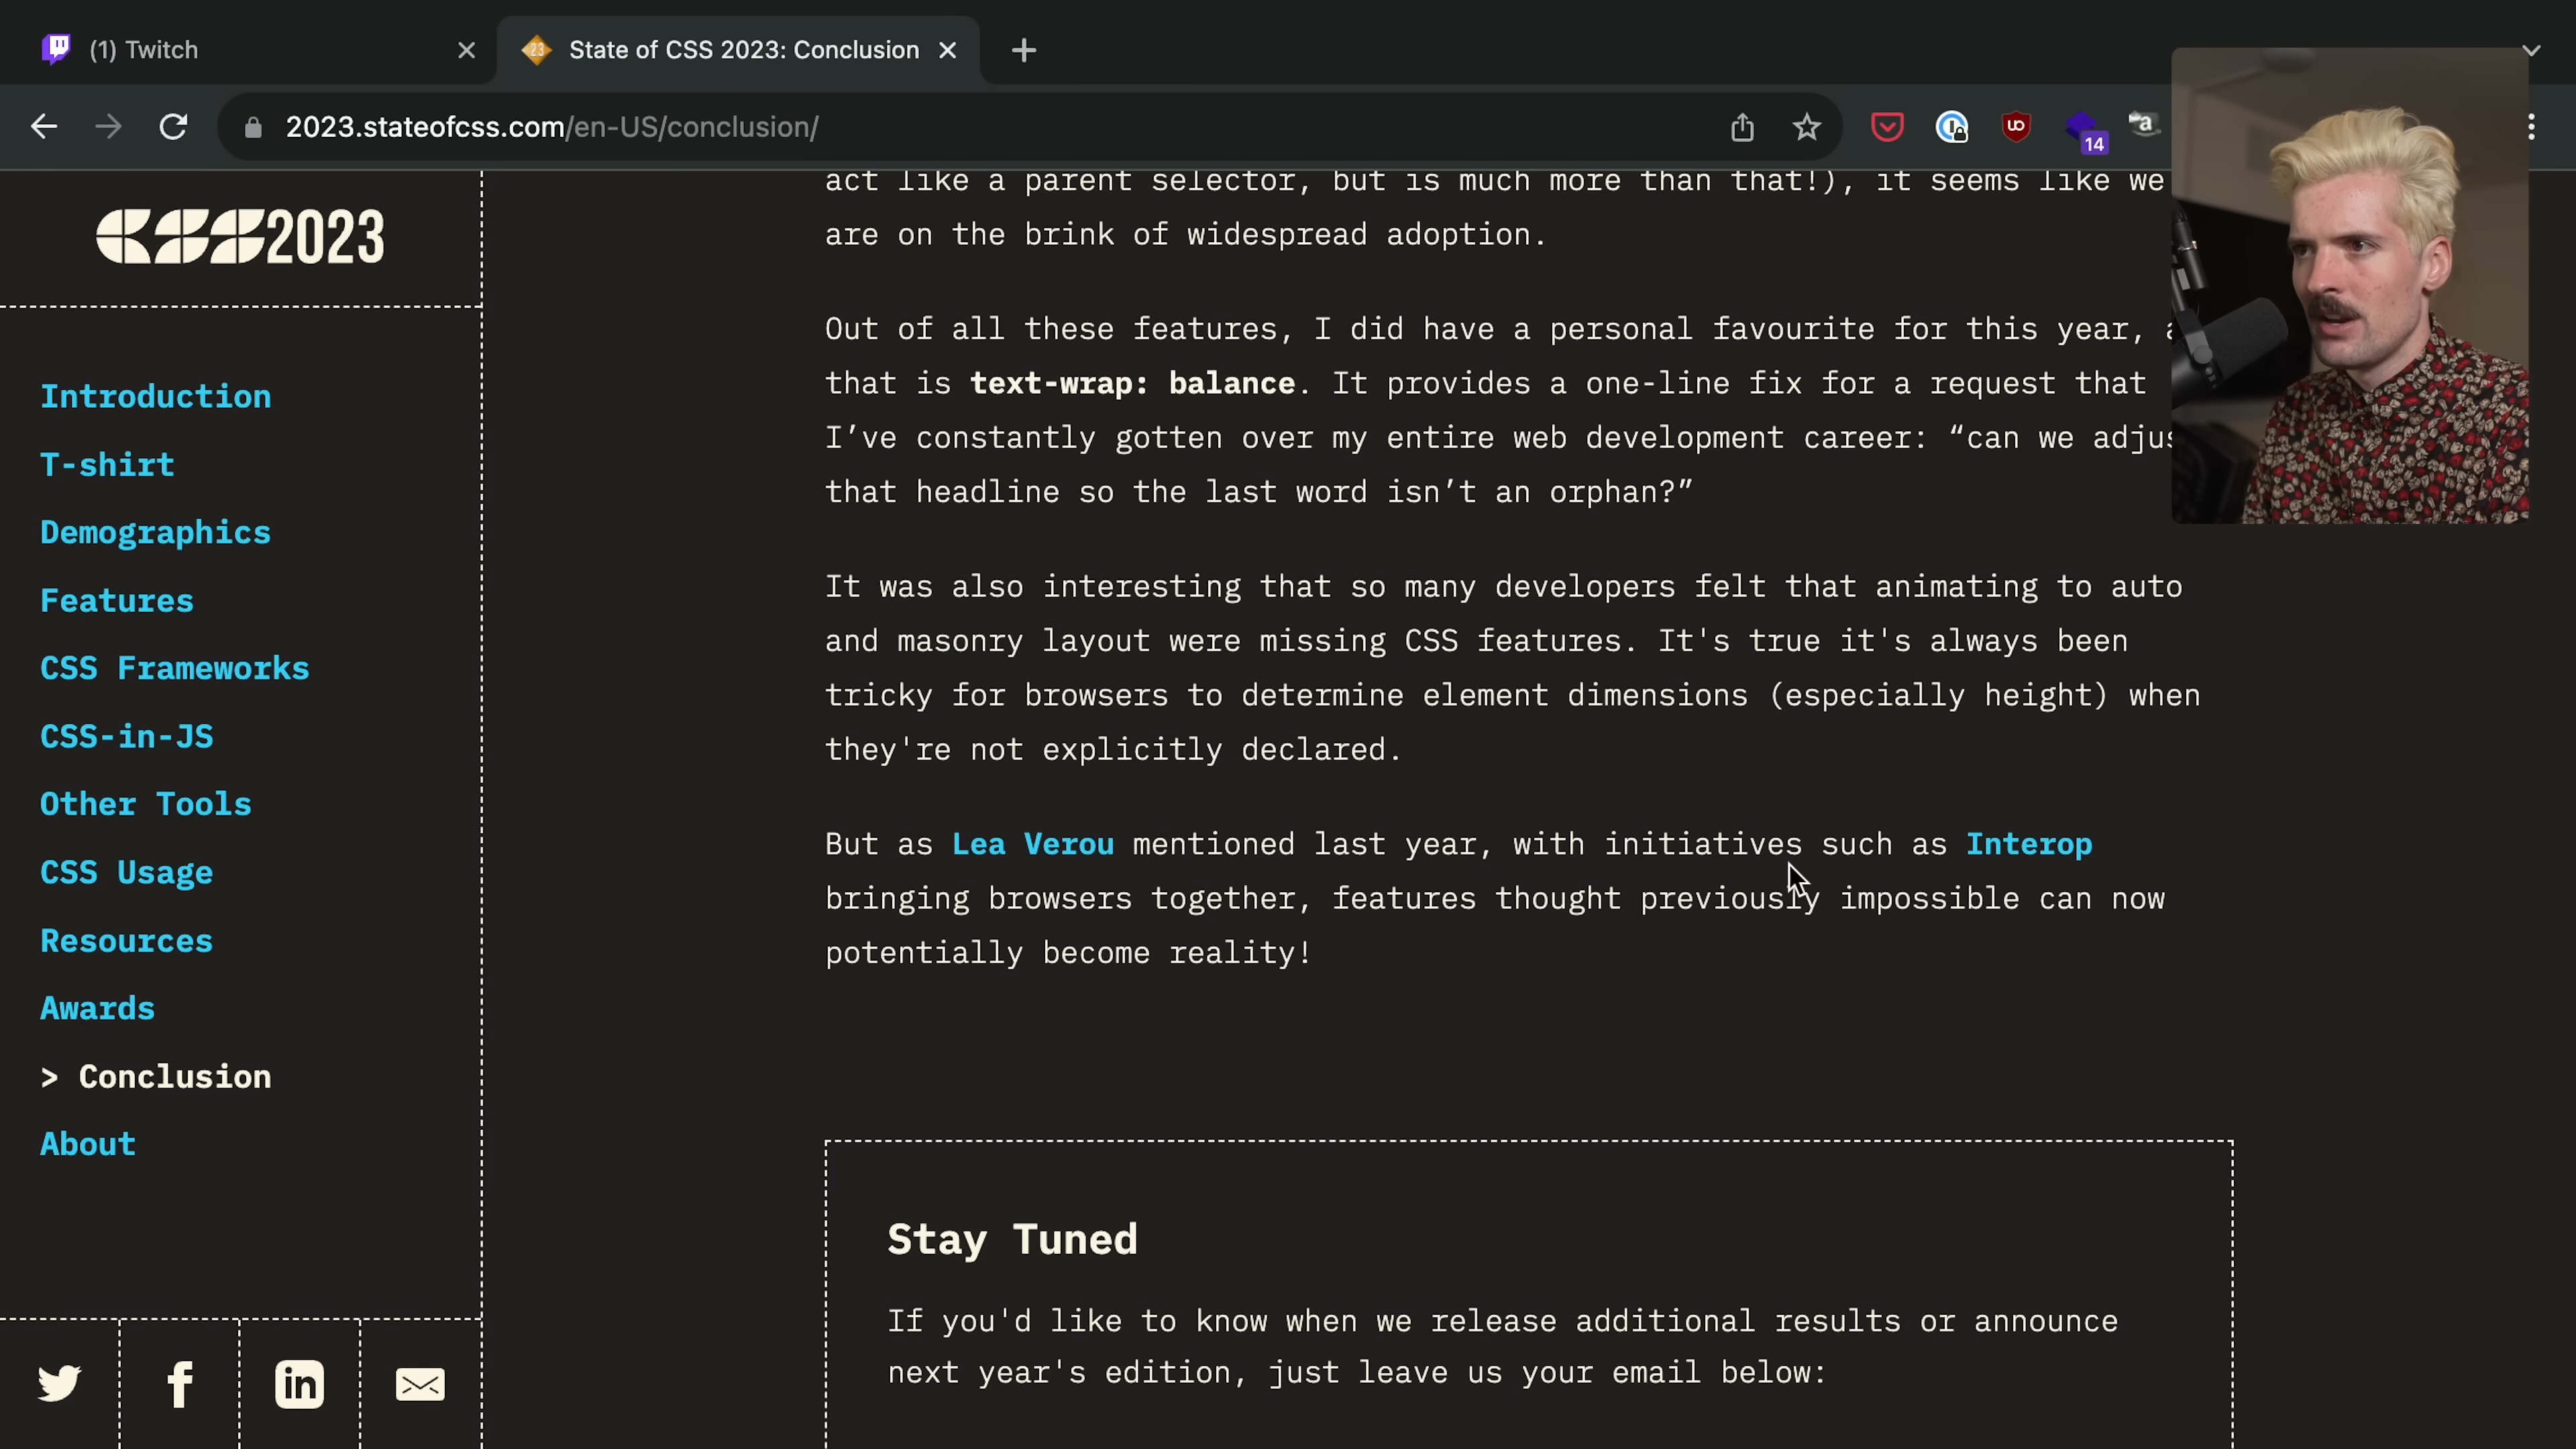 (1) Twitch
State of CSS 2023: Conclusion
2023.stateofcss.com/en-US/conclusion/
14
CSS2023
Introduction
T-shirt
Demographics
Features
CSS Frameworks
CSS-in-JS
Other Tools
CSS Usage
Resources
Awards
> Conclusion
About
act like a parent selector, but is much more than that!), it seems like we
are on the brink of widespread adoption.
Out of all these features, I did have a personal favourite for this year,
that is text-wrap: balance. It provides a one-line fix for a request that
I’ve constantly gotten over my entire web development career: “can we adjus
that headline so the last word isn’t an orphan?”
It was also interesting that so many developers felt that animating to auto
and masonry layout were missing CSS features. It's true it's always been
tricky for browsers to determine element dimensions (especially height) when
they're not explicitly declared.
But as Lea Verou mentioned last year, with initiatives such as Interop
bringing browsers together, features thought previously impossible can now
potentially become reality!
Stay Tuned
If you'd like to know when we release additional results or announce
next year's edition, just leave us your email below: